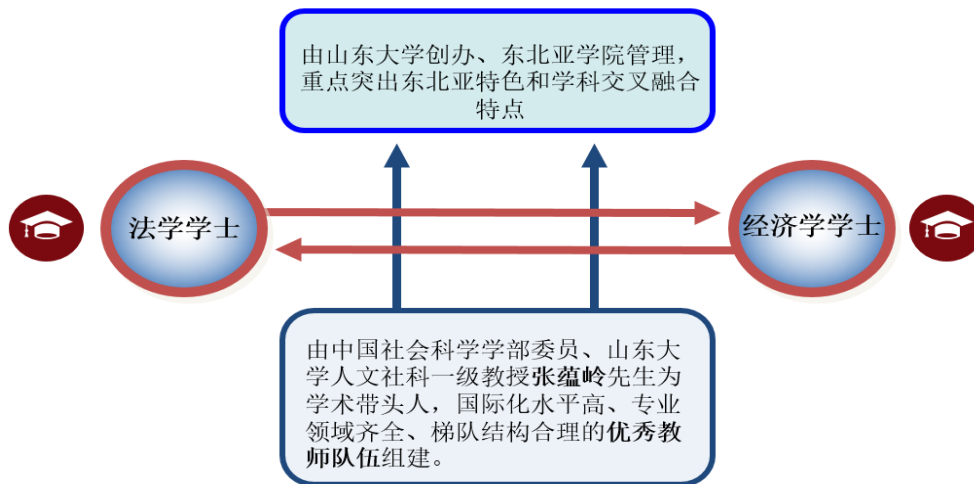 由山东大学创办、东北亚学院管理，
重点突出东北亚特色和学科交叉融合
特点
法学学士
经济学学士
由中国社会科学学部委员、山东大
学人文社科一级教授张蕴岭先生为
学术带头人，国际化水平高、专业
领域齐全、梯队结构合理的优秀教
师队伍组建。